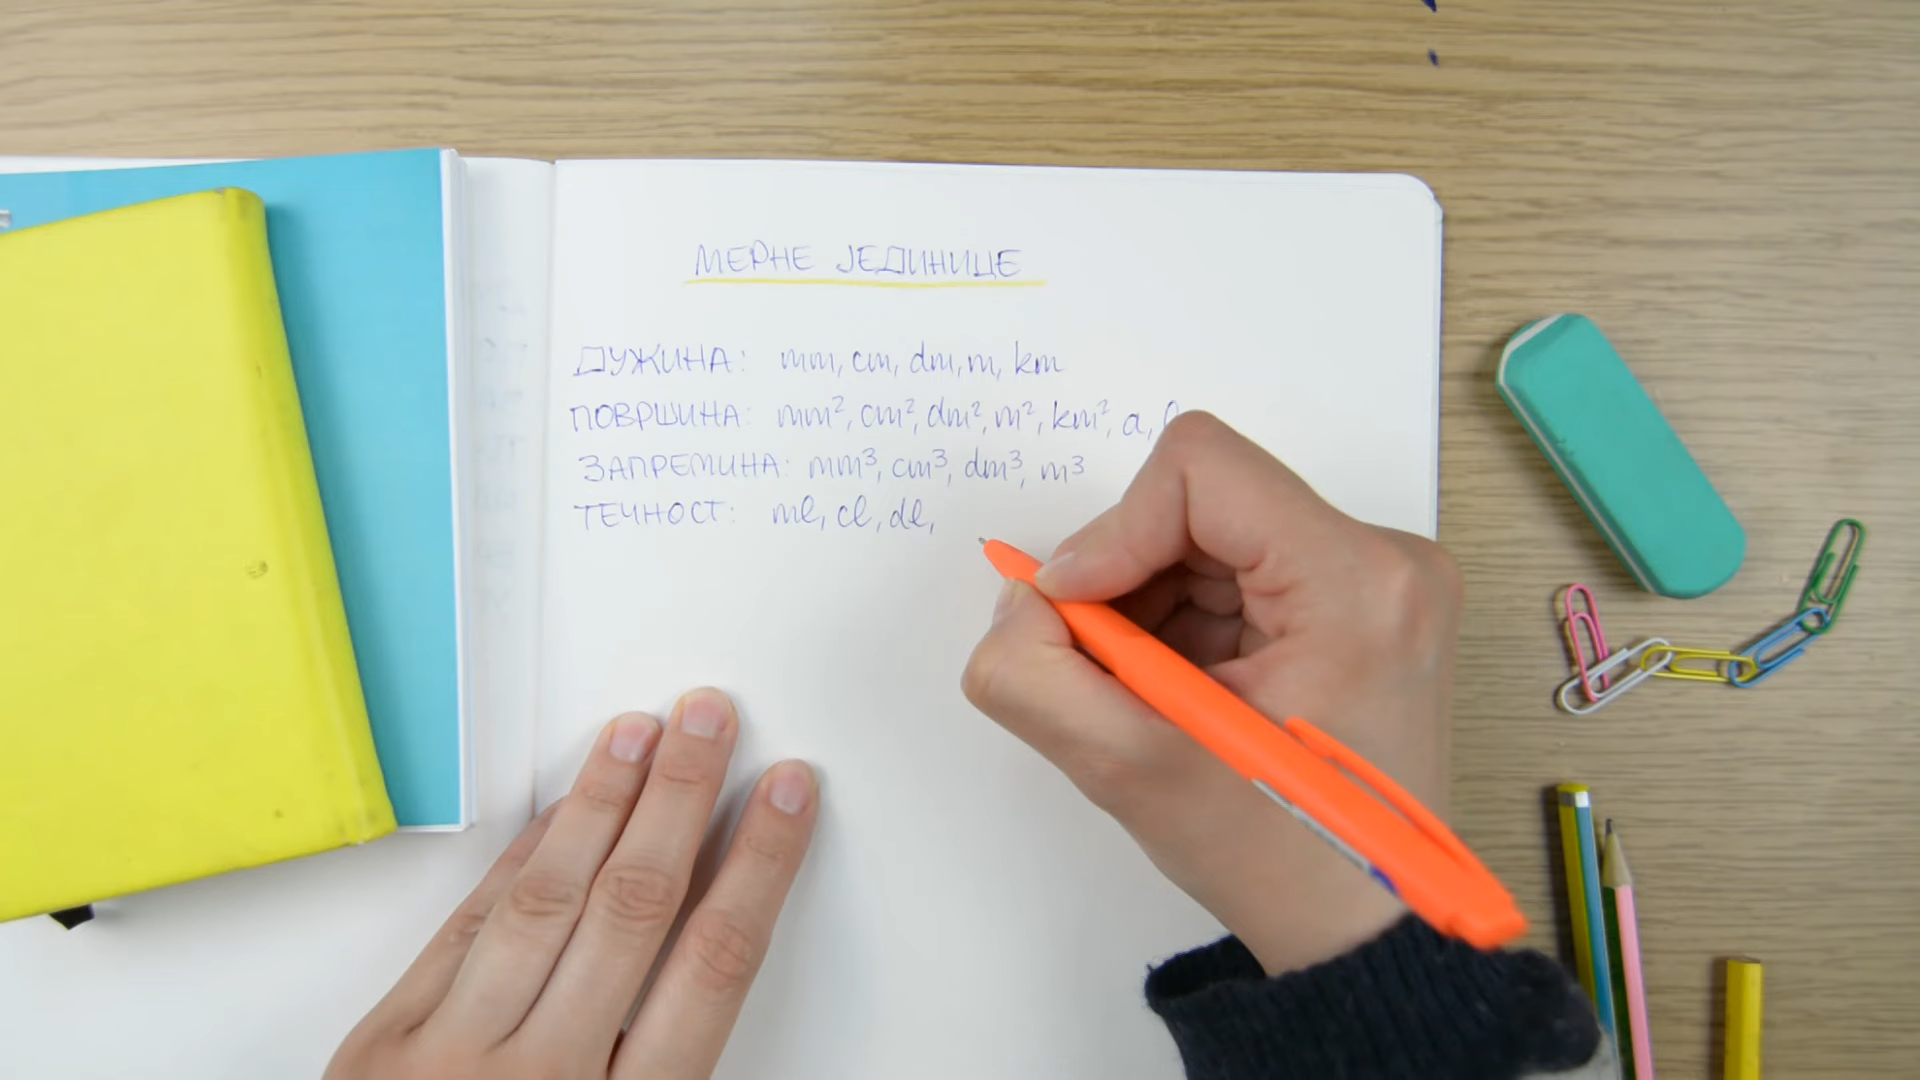 МЕРНЕ ЈЕДИНИЦЕ
ДУЖИНА: mm, cm, dm, m, km
ПОВРШИНА: mm², cm², dm², m², km², a,
ЗАПРЕМИНА: mm³, cm³, dm³, m³
ТЕЧНОСТ: ml, cl, dl,